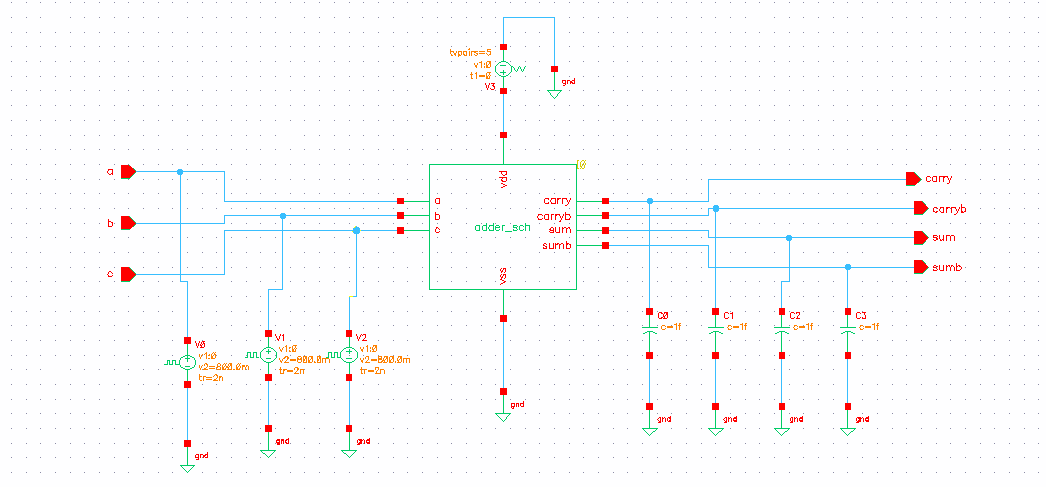 tvpairs=5
v1:0
t1=0
V3
gnd
a
b
c
vdd
a
b
c
adder_sch
carry
carryb
sum
sumb
vss
carry
carryb
sum
sumb
V0
v1:0
v2=800.0m
tr=2n
gnd
V1
v1:0
v2=800.0m
gnd
V2
v1:0
v2=800.0m
tr=2n
gnd
gnd
C0
c=1f
gnd
C1
c=1f
gnd
C2
c=1f
gnd
C3
c=1f
gnd